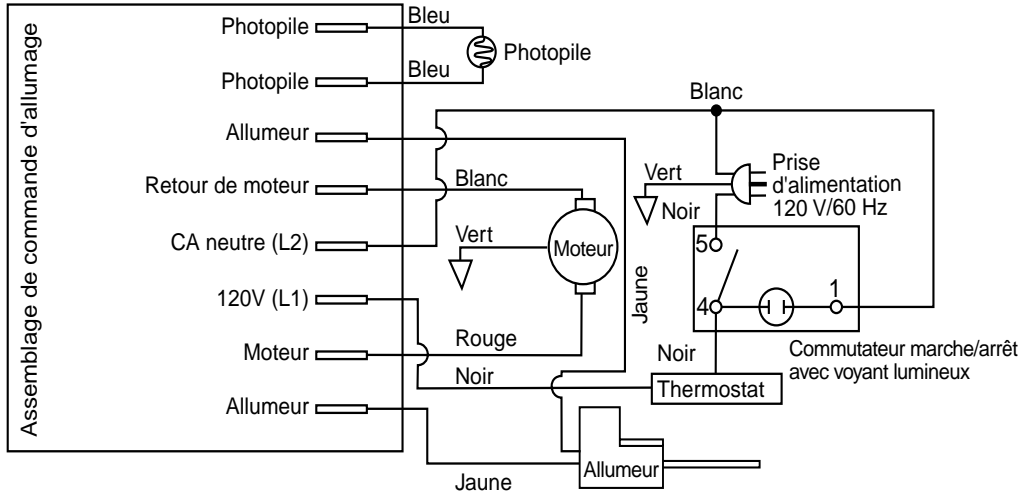 Assemblage de commande d'allumage
Photopile
Bleu
Photopile
Photopile
Bleu
Allumeur
Blanc
Retour de moteur
Blanc
Vert
Prise
d'alimentation
120 V/60 Hz
Noir
CA neutre (L2)
Vert
Moteur
5
120V (L1)
Jaune
4
1
Moteur
Rouge
Noir
Commutateur marche/arrêt
avec voyant lumineux
Noir
Thermostat
Allumeur
Allumeur
Jaune